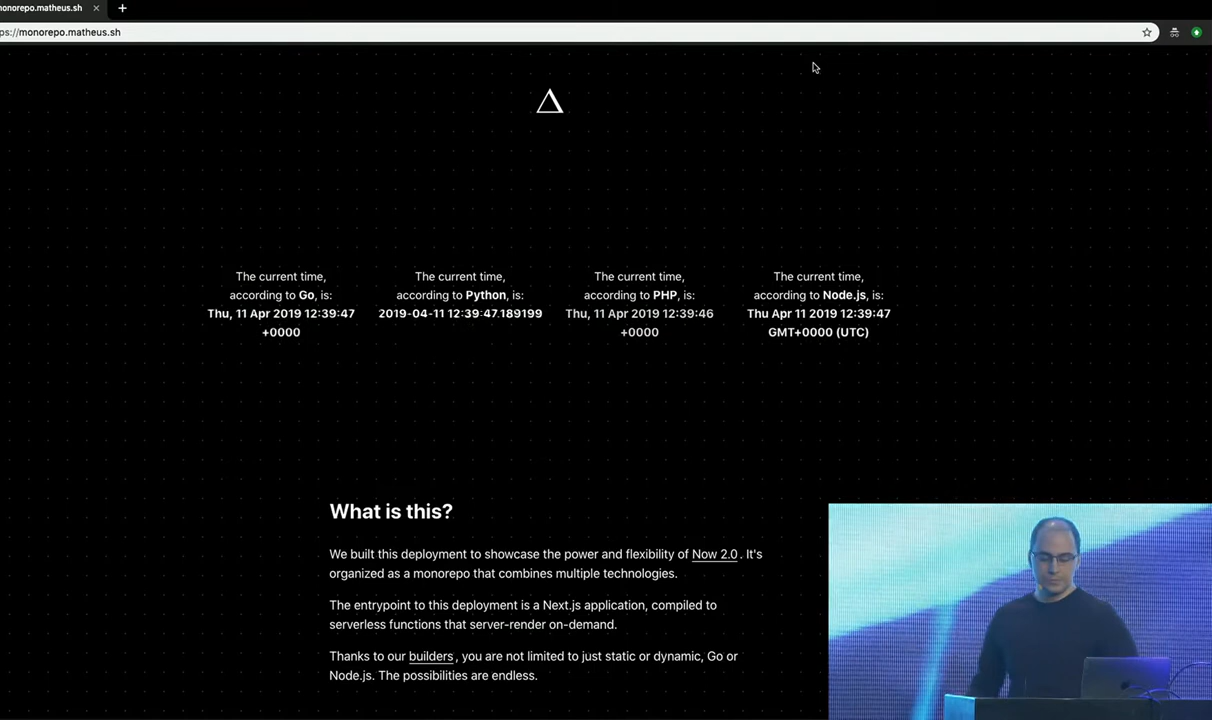 monorepo.matheus.sh
ps://monorepo.matheus.sh
The current time,
according to Go, is:
Thu, 11 Apr 2019 12:39:47
+0000
The current time,
according to Python, is:
2019-04-11 12:39:47.189199
The current time,
according to PHP, is:
Thu, 11 Apr 2019 12:39:46
+0000
The current time,
according to Node.js, is:
Thu Apr 11 2019 12:39:47
GMT+0000 (UTC)
What is this?
We built this deployment to showcase the power and flexibility of Now 2.0 . It's
organized as a monorepo that combines multiple technologies.
The entrypoint to this deployment is a Next.js application, compiled to
serverless functions that server-render on-demand.
Thanks to our builders , you are not limited to just static or dynamic, Go or
Node.js. The possibilities are endless.